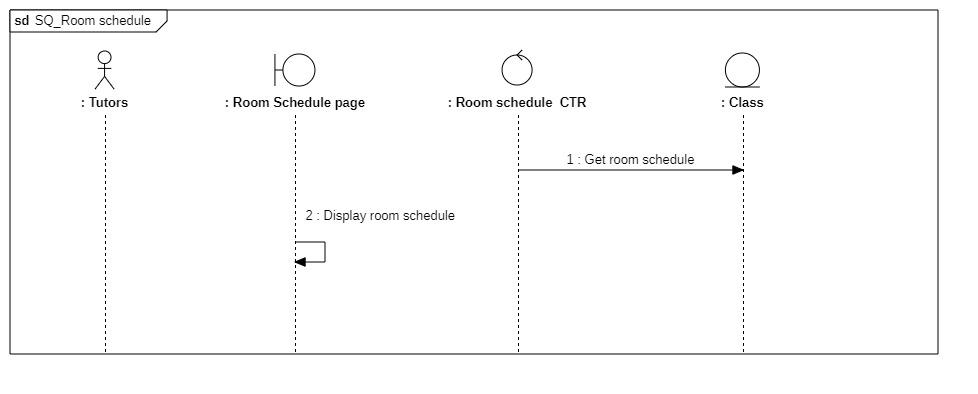 sd SQ_Room schedule
: Tutors
: Room Schedule page
: Room schedule  CTR
: Class
1 : Get room schedule
2 : Display room schedule